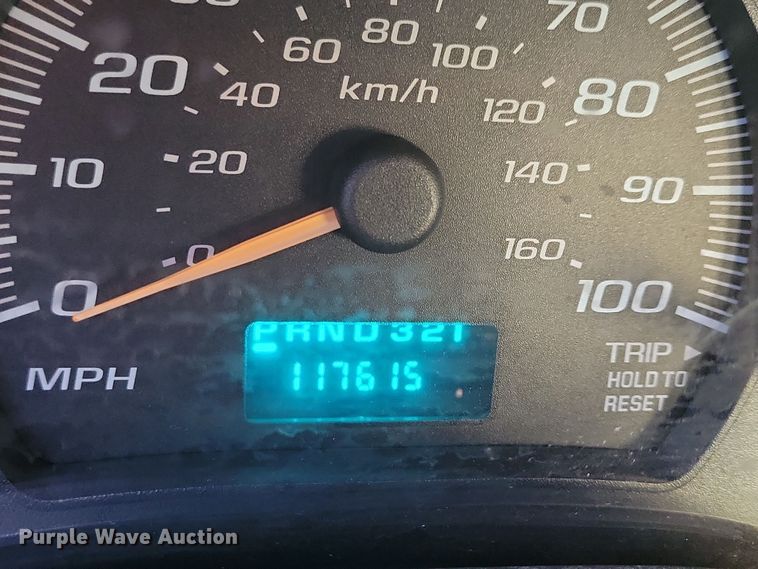 70
60 80 100
20 40 km/h 120 80
10 20 140 90
0 0 160 100
PRND321
117615
MPH
TRIP ►
HOLD TO
RESET
Purple Wave Auction®